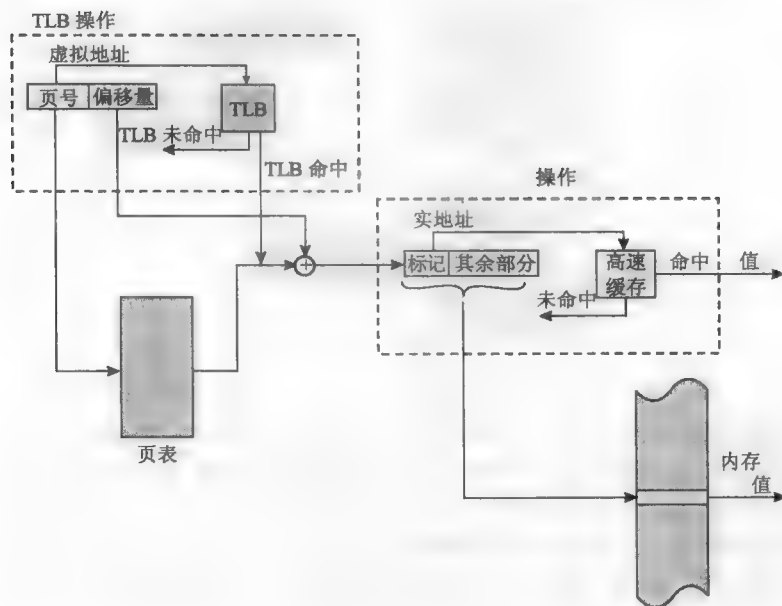 TLB 操作
虚拟地址
页号 偏移量
TLB
TLB 未命中
TLB 命中
操作
实地址
标记 其余部分
高速
缓存
命中
值
未命中
页表
内存
值